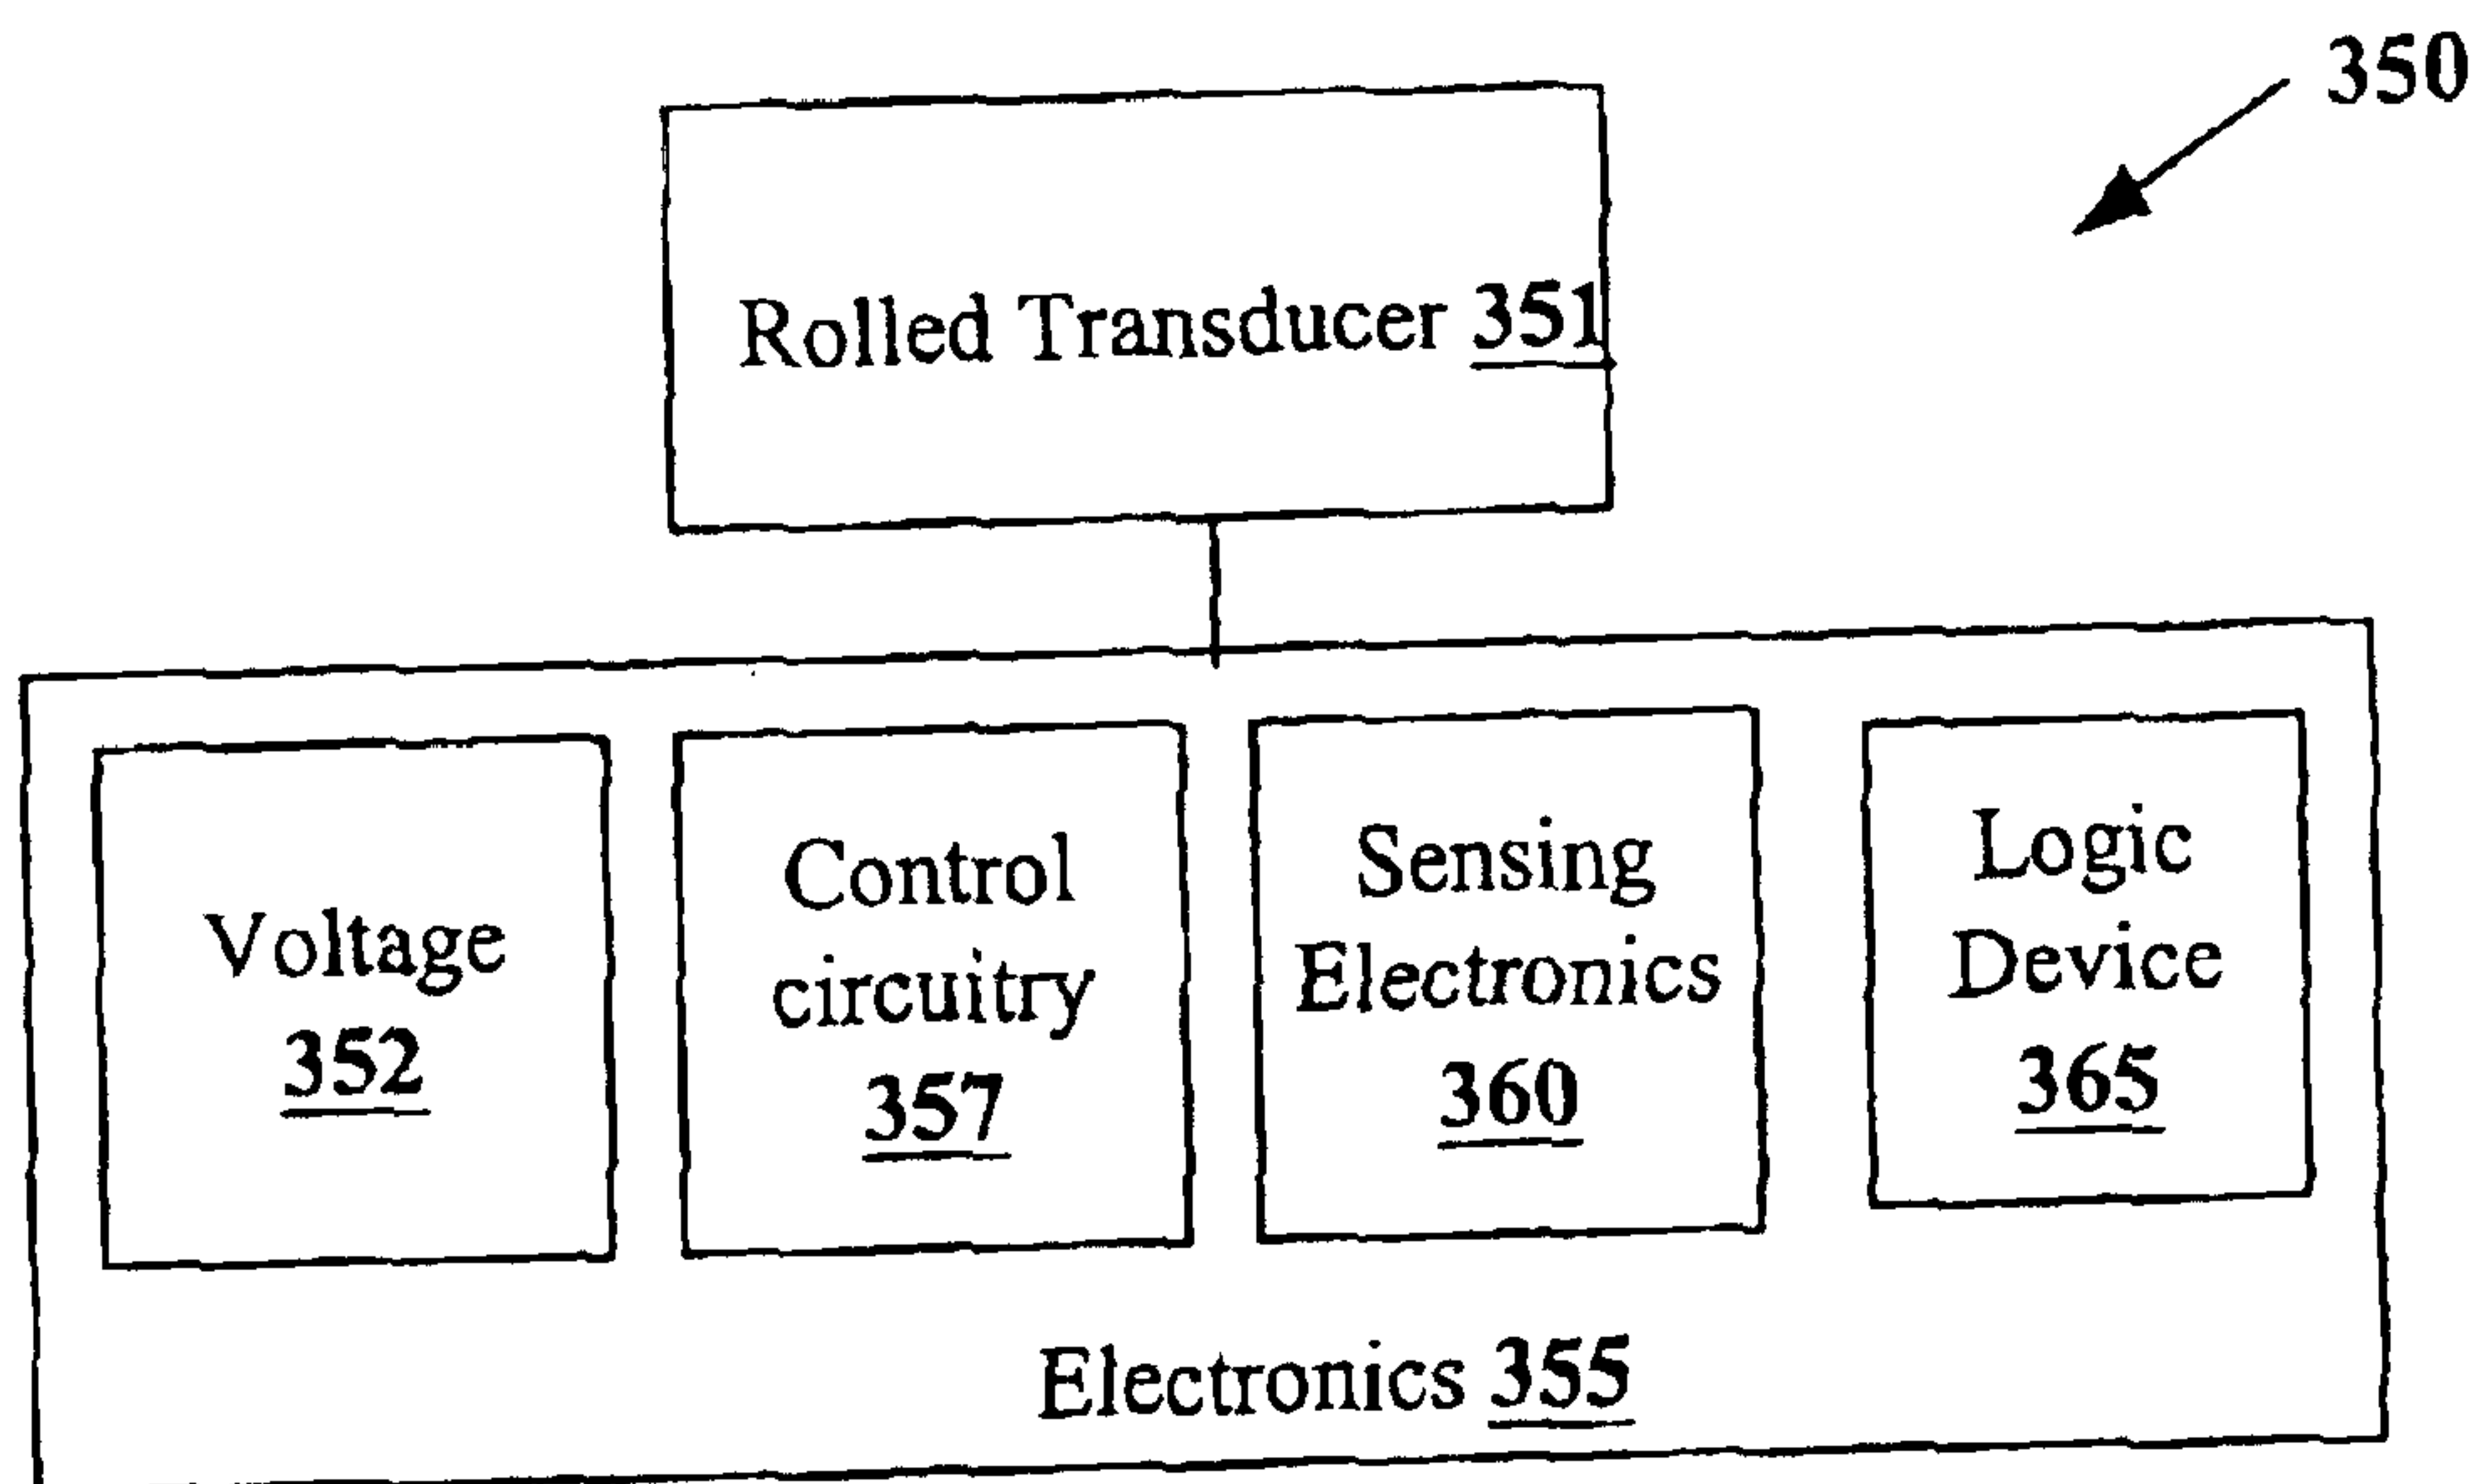 350
Rolled Transducer 351
Voltage
352
Control
circuitry
357
Sensing
Electronics
360
Logic
Device
365
Electronics 355